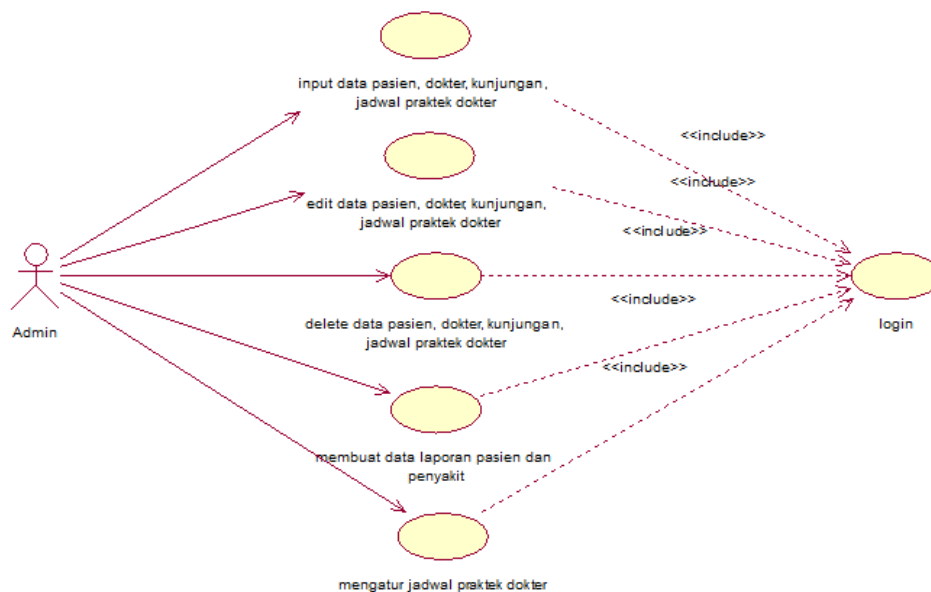 input data pasien, dokter, kunjungan,
jadwal praktek dokter
<<include>>
<<include>>
edit data pasien, dokter, kunjungan,
jadwal praktek dokter
<<include>>
<<include>>
Admin
delete data pasien, dokter, kunjungan,
jadwal praktek dokter
login
<<include>>
membuat data laporan pasien dan
penyakit
mengatur jadwal praktek dokter